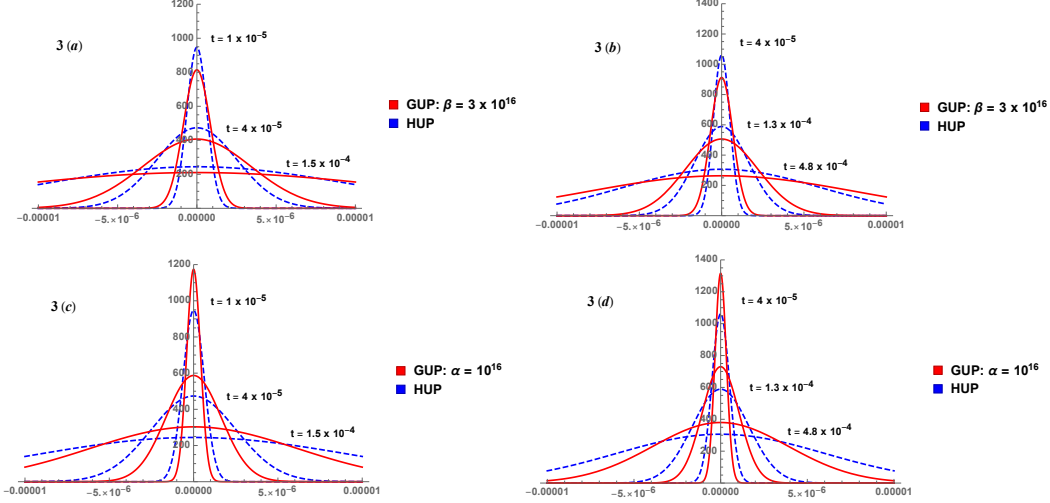 1200
3 (a)
t = 1 x 10⁻⁵
1000
800
GUP: β = 3 x 10¹⁶
HUP
600
t = 4 x 10⁻⁵
400
t = 1.5 x 10⁻⁴
200
−0.00001 −5.×10⁻⁶ 0.00000 5.×10⁻⁶ 0.00001
1400
3 (b)
t = 4 x 10⁻⁵
1200
1000
800
GUP: β = 3 x 10¹⁶
HUP
t = 1.3 x 10⁻⁴
600
400
t = 4.8 x 10⁻⁴
200
−0.00001 −5.×10⁻⁶ 0.00000 5.×10⁻⁶ 0.00001
1200
3 (c)
t = 1 x 10⁻⁵
1000
800
GUP: α = 10¹⁶
HUP
600
t = 4 x 10⁻⁵
400
t = 1.5 x 10⁻⁴
200
−0.00001 −5.×10⁻⁶ 0.00000 5.×10⁻⁶ 0.00001
1400
3 (d)
t = 4 x 10⁻⁵
1200
1000
800
GUP: α = 10¹⁶
HUP
t = 1.3 x 10⁻⁴
600
400
t = 4.8 x 10⁻⁴
200
−0.00001 −5.×10⁻⁶ 0.00000 5.×10⁻⁶ 0.00001